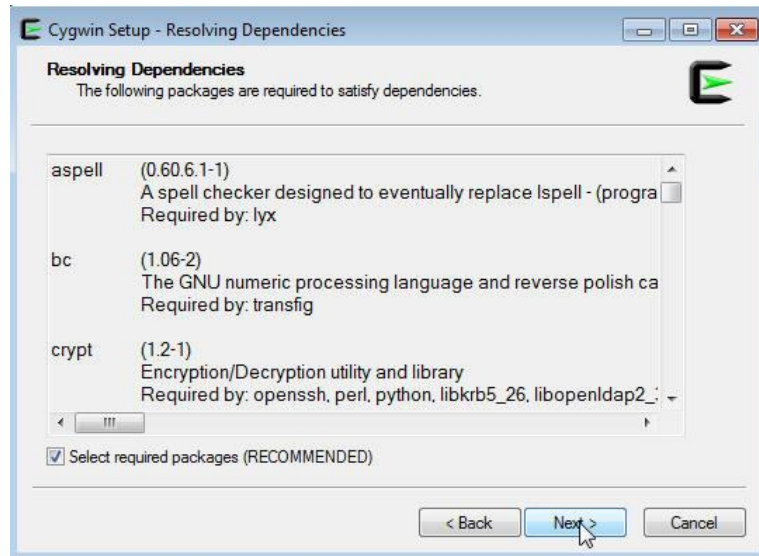 Cygwin Setup - Resolving Dependencies
Resolving Dependencies
The following packages are required to satisfy dependencies.
aspell (0.60.6.1-1)
A spell checker designed to eventually replace Ispell - (progra
Required by: lyx
bc (1.06-2)
The GNU numeric processing language and reverse polish ca
Required by: transfig
crypt (1.2-1)
Encryption/Decryption utility and library
Required by: openssh, perl, python, libkrb5_26, libopenldap2_
Select required packages (RECOMMENDED)
< Back Next > Cancel